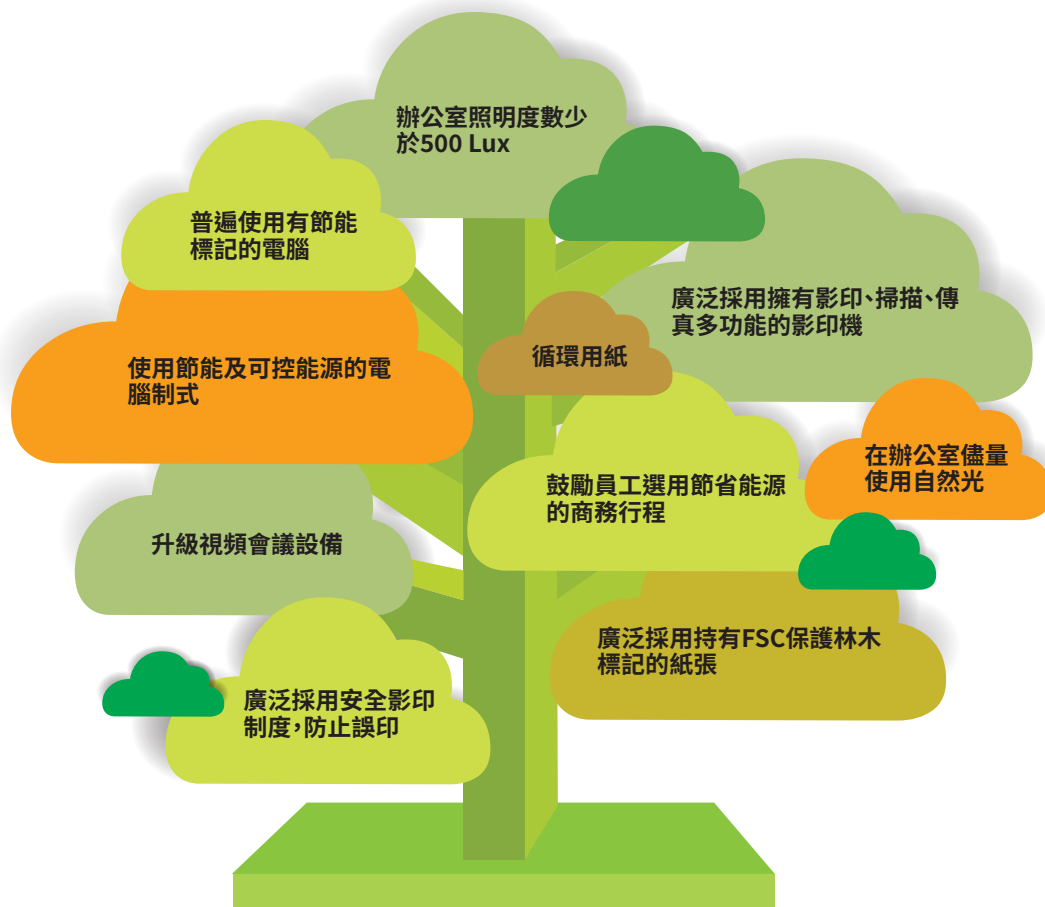 辦公室照明度數少
於500 Lux
普遍使用有節能
標記的電腦
廣泛採用擁有影印、掃描、傳
真多功能的影印機
循環用紙
使用節能及可控能源的電
腦制式
在辦公室儘量
使用自然光
鼓勵員工選用節省能源
的商務行程
升級視頻會議設備
廣泛採用持有FSC保護林木
標記的紙張
廣泛採用安全影印
制度，防止誤印